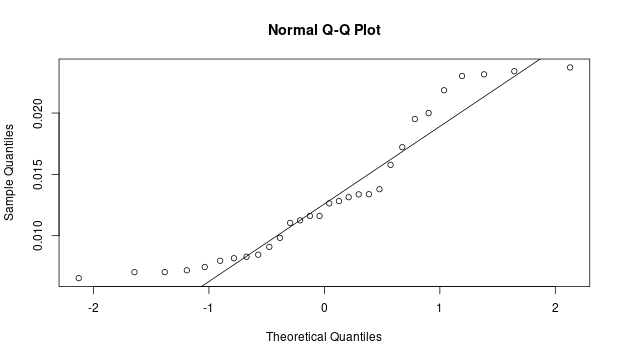 Normal Q-Q Plot
Sample Quantiles
0.020
0.015
0.010
-2 -1 0 1 2
Theoretical Quantiles